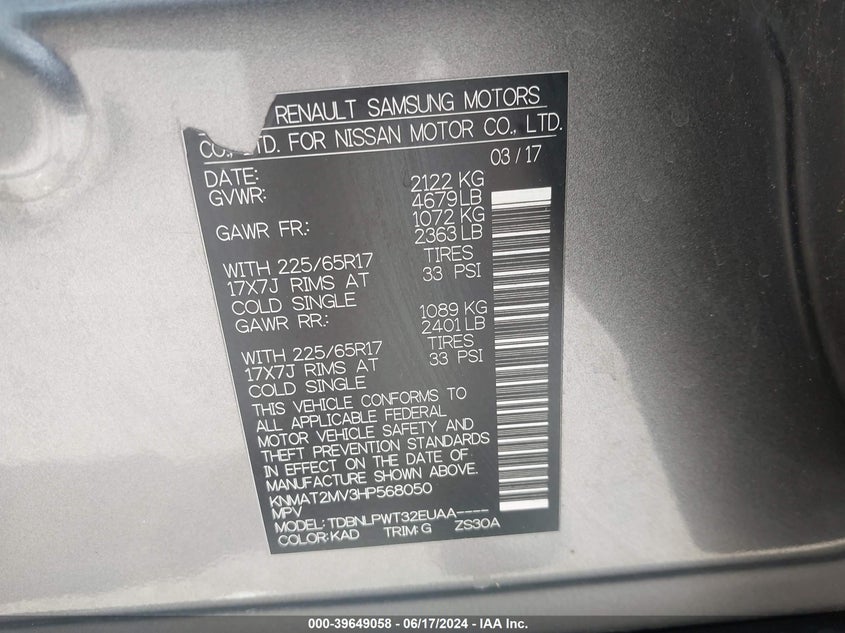 RENAULT SAMSUNG MOTORS
CO., LTD. FOR NISSAN MOTOR CO., LTD.
03 / 17
DATE: 2122 KG
GVWR: 4679 LB
1072 KG
GAWR FR: 2363 LB
TIRES
WITH 225/65R17 33 PSI
17X7J RIMS AT
COLD SINGLE 1089 KG
GAWR RR: 2401 LB
TIRES
WITH 225/65R17 33 PSI
17X7J RIMS AT
COLD SINGLE
THIS VEHICLE CONFORMS TO
ALL APPLICABLE FEDERAL
MOTOR VEHICLE SAFETY AND
THEFT PREVENTION STANDARDS
IN EFFECT ON THE DATE OF
MANUFACTURE SHOWN ABOVE.
KNMAT2MV3HP568050
MPV
MODEL: TDBNLPWT32EUAA----
COLOR: KAD TRIM: G ZS30A
000-39649058 - 06/17/2024 - IAA Inc.